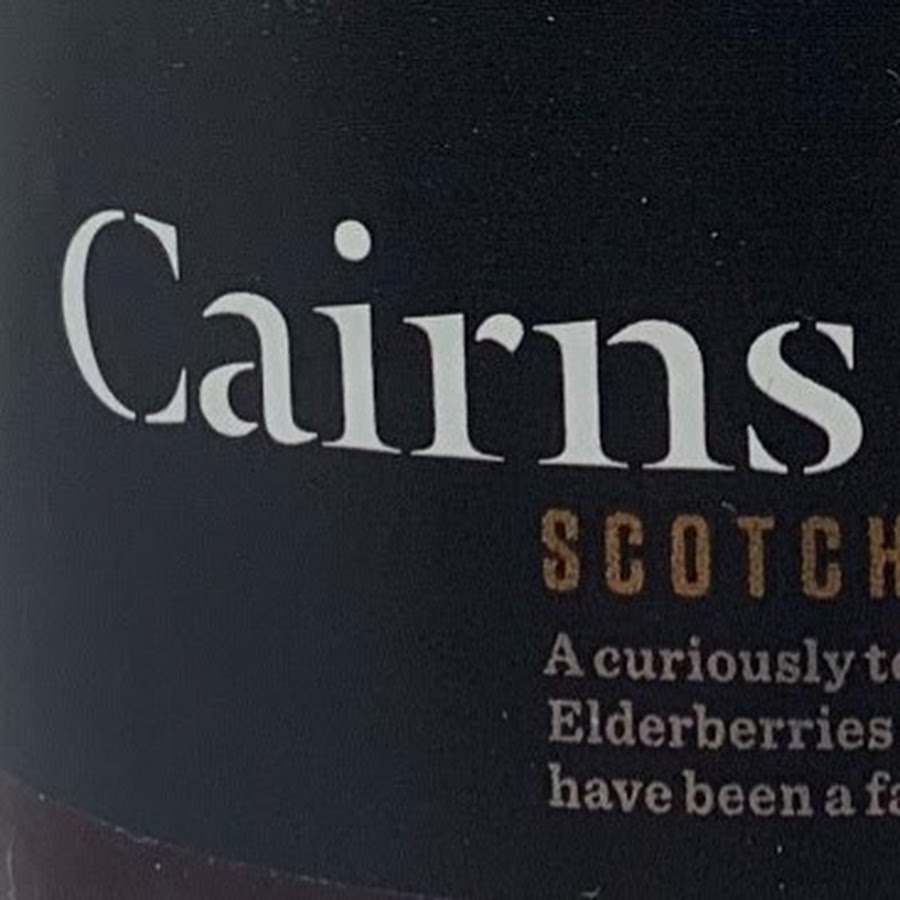 Cairns
SCOTCH
A curiously
Elderberries
have been a